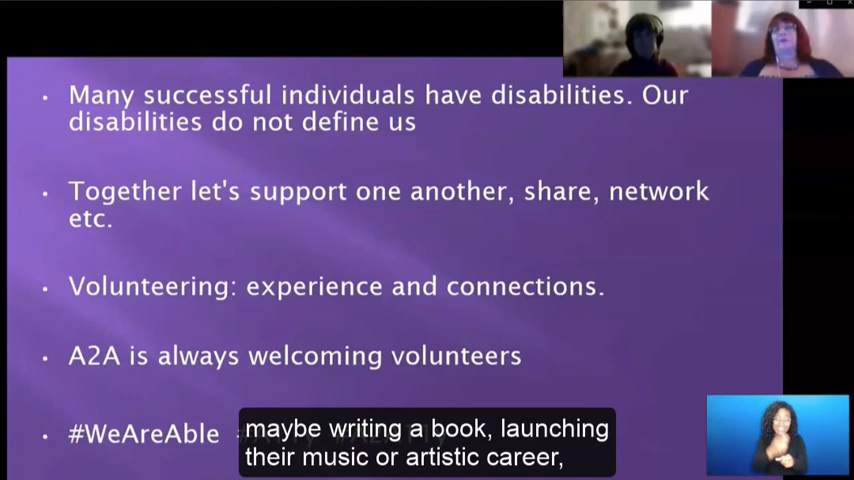 Many successful individuals have disabilities. Our
disabilities do not define us
Together let's support one another, share, network
etc.
Volunteering: experience and connections.
A2A is always welcoming volunteers
#WeAreAble
maybe writing a book, launching
their music or artistic career,